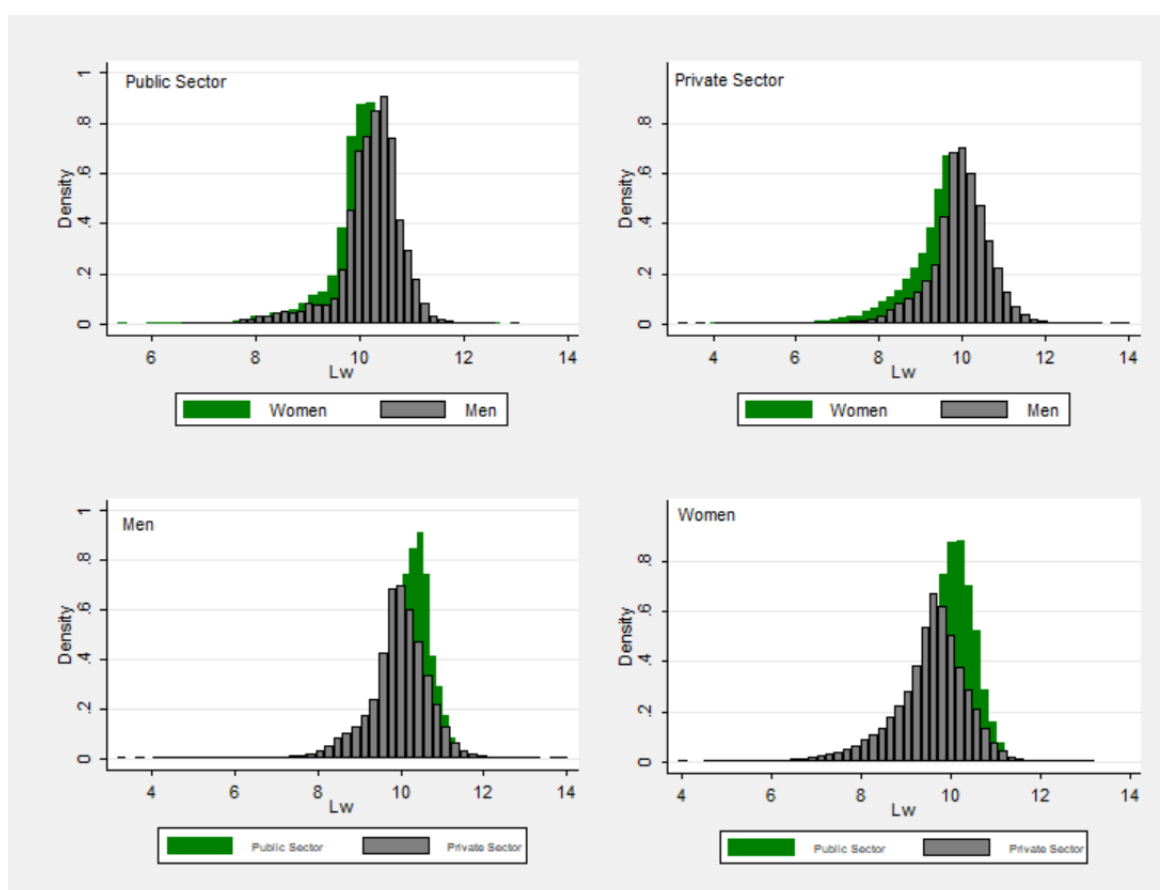 Public Sector
Density
0
.2
.4
.6
.8
1
6
8
10
12
14
Lw
Women
Men
Private Sector
Density
0
.2
.4
.6
.8
4
6
8
10
12
14
Lw
Women
Men
Men
Density
0
.2
.4
.6
.8
1
4
6
8
10
12
14
Lw
Public Sector
Private Sector
Women
Density
0
.2
.4
.6
.8
4
6
8
10
12
14
Lw
Public Sector
Private Sector